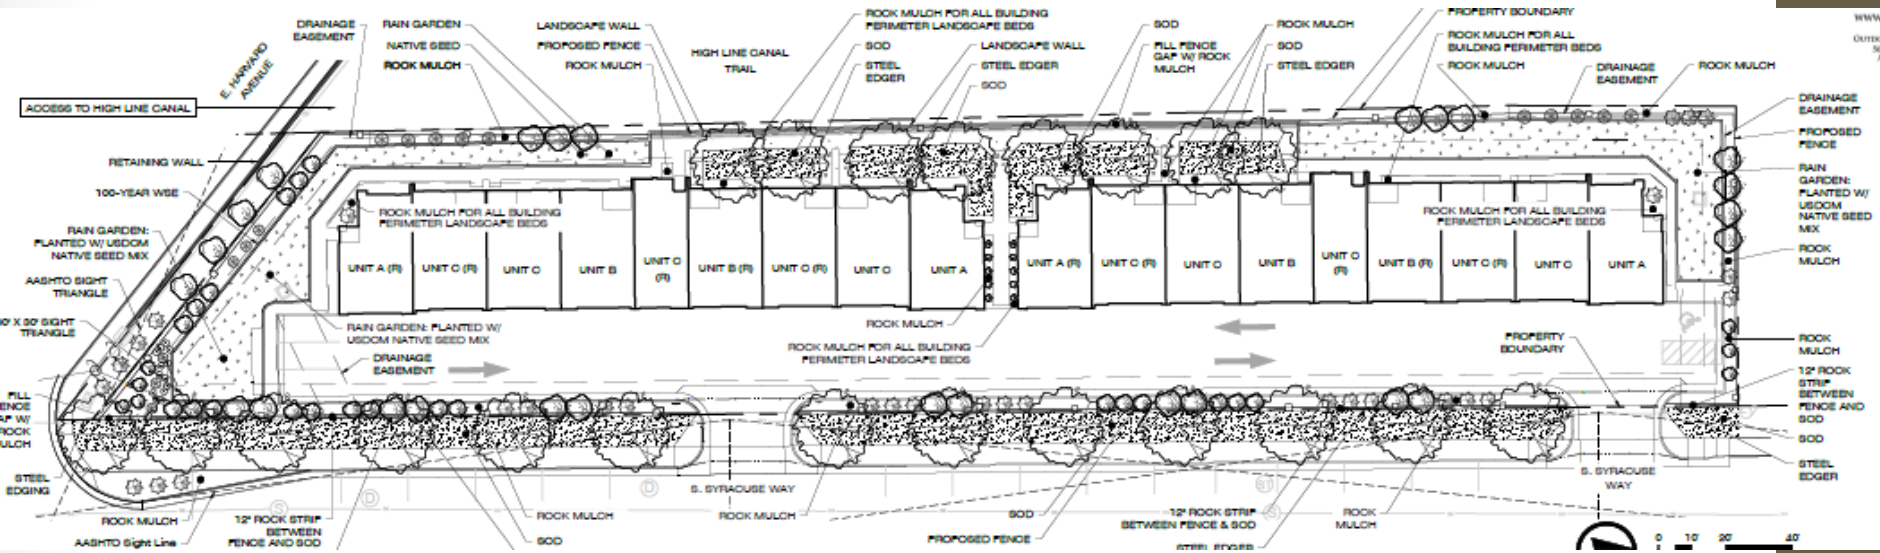 DRAINAGE
EASEMENT
RAIN GARDEN
NATIVE SEED
ROCK MULCH
LANDSCAPE WALL
PROPOSED FENCE
ROCK MULCH
HIGH LINE CANAL
TRAIL
ROCK MULCH FOR ALL BUILDING
PERIMETER LANDSCAPE BEDS
SOD
STEEL
EDGER
LANDSCAPE WALL
STEEL EDGER
SOD
SOD
FILL FENCE
GAP W/ ROCK
MULCH
ROCK MULCH
SOD
STEEL EDGER
PROPERTY BOUNDARY
ROCK MULCH FOR ALL
BUILDING PERIMETER BEDS
ROCK MULCH
DRAINAGE
EASEMENT
ROCK MULCH
WWW
E. HARVARD
AVENUE
ACCESS TO HIGH LINE CANAL
RETAINING WALL
100-YEAR WSE
RAIN GARDEN:
PLANTED W/ USDCM
NATIVE SEED MIX
AASHTO SIGHT
TRIANGLE
X 30' SIGHT
TRIANGLE
FILL
FENCE
GAP W/
ROCK
MULCH
STEEL
EDGING
ROCK MULCH
AASHTO Sight Line
ROCK MULCH FOR ALL BUILDING
PERIMETER LANDSCAPE BEDS
ROCK MULCH FOR ALL BUILDING
PERIMETER LANDSCAPE BEDS
UNIT A (R)
UNIT C (R)
UNIT C
UNIT B
UNIT C
(R)
UNIT B (R)
UNIT C (R)
UNIT C
UNIT A
UNIT A (R)
UNIT C (R)
UNIT C
UNIT B
UNIT C
(R)
UNIT B (R)
UNIT C (R)
UNIT C
UNIT A
RAIN GARDEN: PLANTED W/
USDCM NATIVE SEED MIX
DRAINAGE
EASEMENT
ROCK MULCH
ROCK MULCH FOR ALL BUILDING
PERIMETER LANDSCAPE BEDS
PROPERTY
BOUNDARY
DRAINAGE
EASEMENT
PROPOSED
FENCE
RAIN
GARDEN:
PLANTED W/
USDCM
NATIVE SEED
MIX
ROCK
MULCH
ROCK
MULCH
12" ROCK
STRIP
BETWEEN
FENCE AND
SOD
SOD
STEEL
EDGER
12" ROCK STRIP
BETWEEN
FENCE AND SOD
D
D
ROCK MULCH
SOD
S. SYRACUSE WAY
ROCK MULCH
PROPOSED FENCE
SOD
12" ROCK STRIP
BETWEEN FENCE & SOD
STEEL EDGER
ROCK
MULCH
S. SYRACUSE
WAY
0 10' 20' 40'